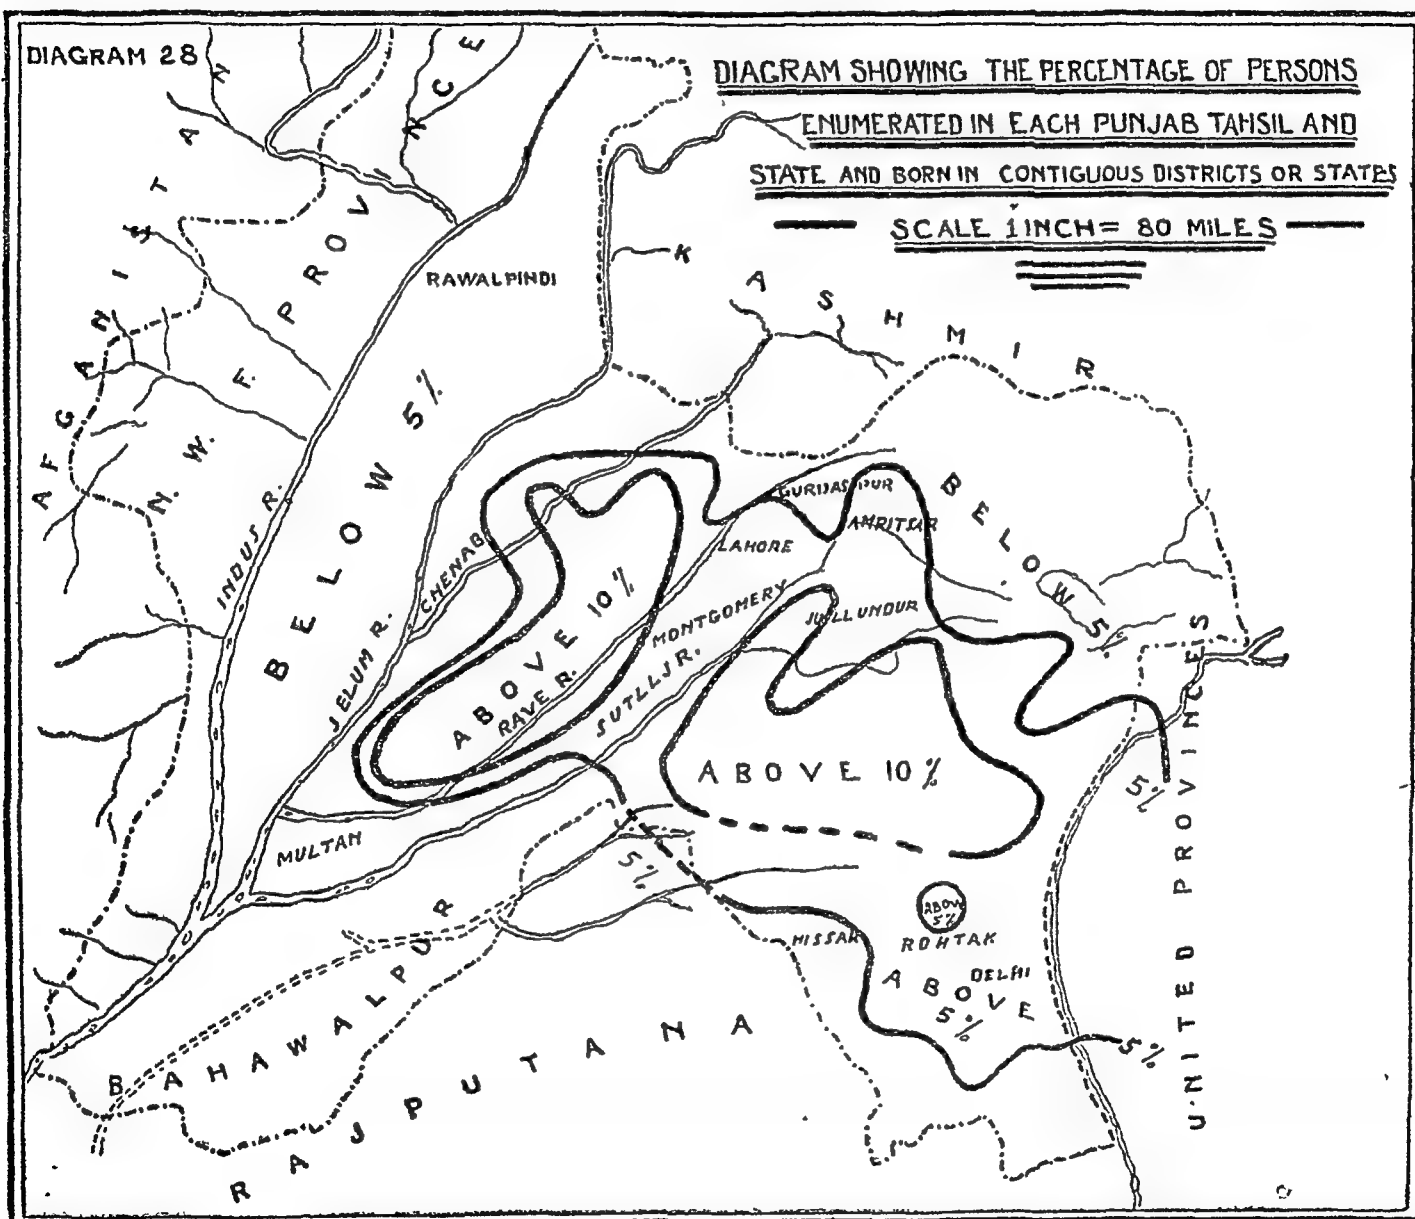 DIAGRAM 28
DIAGRAM SHOWING THE PERCENTAGE OF PERSONS
ENUMERATED IN EACH PUNJAB TAHSIL AND
STATE AND BORN IN CONTIGUOUS DISTRICTS OR STATES
SCALE 1 INCH = 80 MILES
AFGANISTAN
N. W. F. PROVINCE
KASHMIR
RAWALPINDI
BELOW 5%
INDUS R.
JELUM R.
CHENAB
ABOVE 10%
RAVE R.
GURDASPUR
AMRITSAR
LAHORE
MONTGOMERY
SUTLLJ R.
JULLUNDUR
BELOW 5%
ABOVE 10%
5%
MULTAN
5%
HISSAR
ABOVE 5%
ROHTAK
DELHI
ABOVE 5%
5%
UNITED PROVINCES
BAHAWALPUR
RAJPUTANA